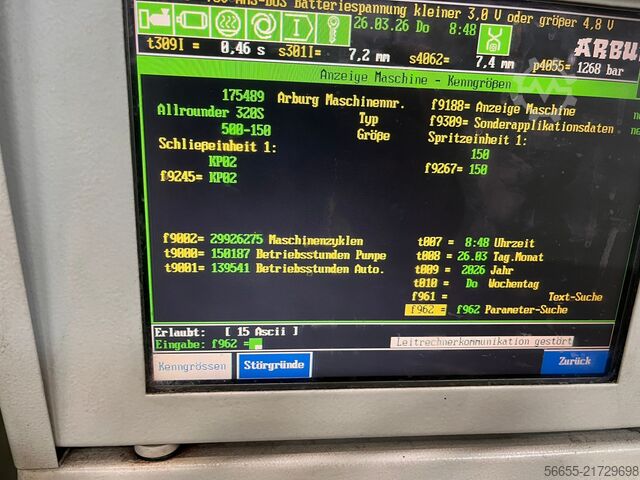 AMS-DOS Batteriespannung kleiner 3,0 V oder größer 4,8 V
26.03.26 Do 8:48
ARBU
t309I = 0.46 s s301I= 7,2 mm s4062= 7,4 mm p4055= 1268 bar
Anzeige Maschine - Kenngrößen
175489 Arburg Maschinennr.
f9188= Anzeige Maschine
Allrounder 320S Typ
f9309= Sonderapplikationsdaten
500-150 Größe
Schließeinheit 1:
Spritzeinheit 1:
KP02
150
f9245= KP02
f9267= 150
f9002= 29926275 Maschinenzyklen
t007 = 8:48 Uhrzeit
t9000= 150187 Betriebsstunden Pumpe
t008 = 26.03 Tag.Monat
t9001= 139541 Betriebsstunden Auto.
t009 = 2026 Jahr
t010 = Do Wochentag
f961 = Text-Suche
f962 = f962 Parameter-Suche
Erlaubt: [ 15 Ascii ]
Eingabe: f962 =
Leitrechnerkommunikation gestört
Kenngrössen Störgründe Zurück
56655-21729698